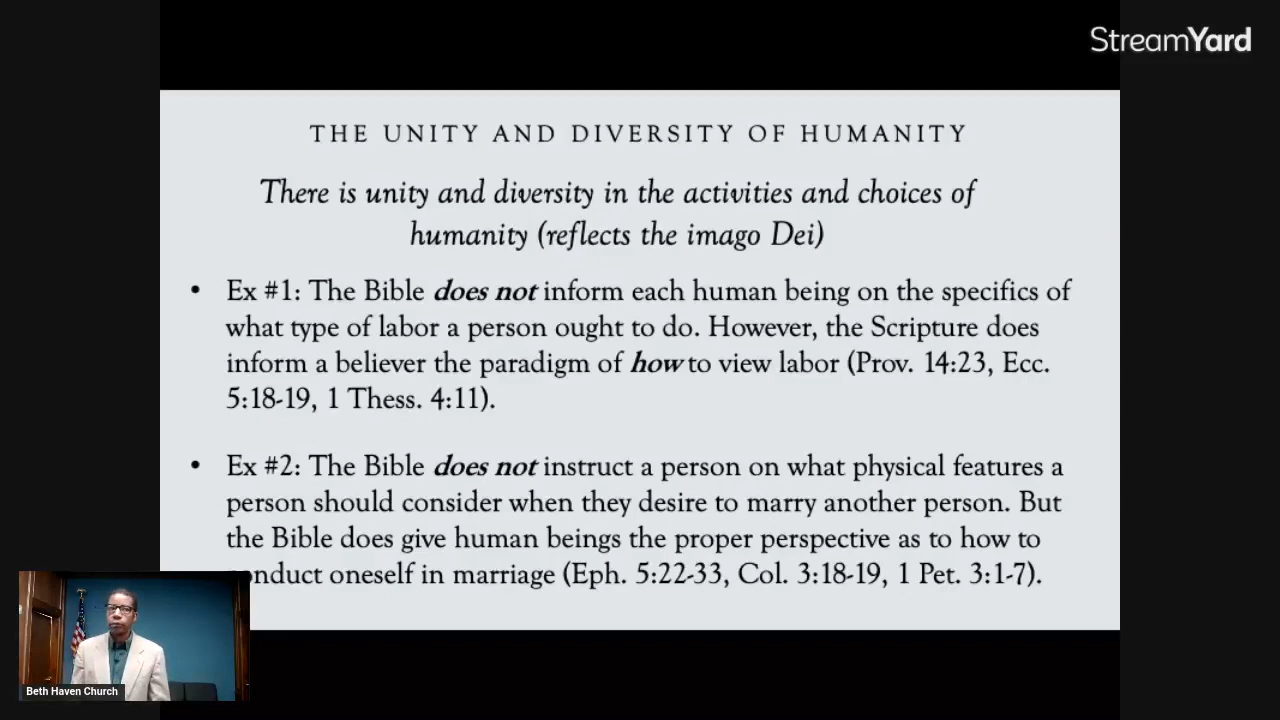 StreamYard
THE UNITY AND DIVERSITY OF HUMANITY
There is unity and diversity in the activities and choices of
humanity (reflects the imago Dei)
• Ex #1: The Bible does not inform each human being on the specifics of
what type of labor a person ought to do. However, the Scripture does
inform a believer the paradigm of how to view labor (Prov. 14:23, Ecc.
5:18-19, 1 Thess. 4:11).
• Ex #2: The Bible does not instruct a person on what physical features a
person should consider when they desire to marry another person. But
the Bible does give human beings the proper perspective as to how to
conduct oneself in marriage (Eph. 5:22-33, Col. 3:18-19, 1 Pet. 3:1-7).
Beth Haven Church